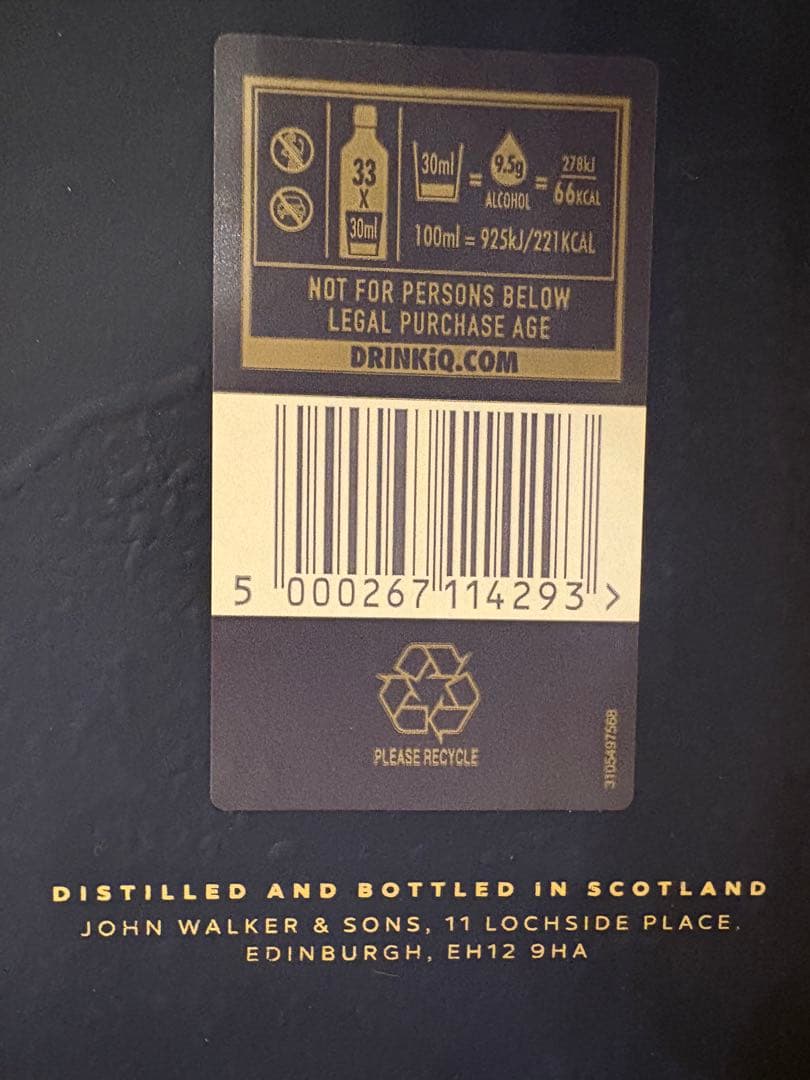 33
X
30ml
30ml = 9.5g ALCOHOL = 278kJ 66KCAL
100ml = 925kJ/221KCAL
NOT FOR PERSONS BELOW
LEGAL PURCHASE AGE
DRINKiQ.COM
5 000267 114293 >
PLEASE RECYCLE
3105497568
DISTILLED AND BOTTLED IN SCOTLAND
JOHN WALKER & SONS, 11 LOCHSIDE PLACE,
EDINBURGH, EH12 9HA